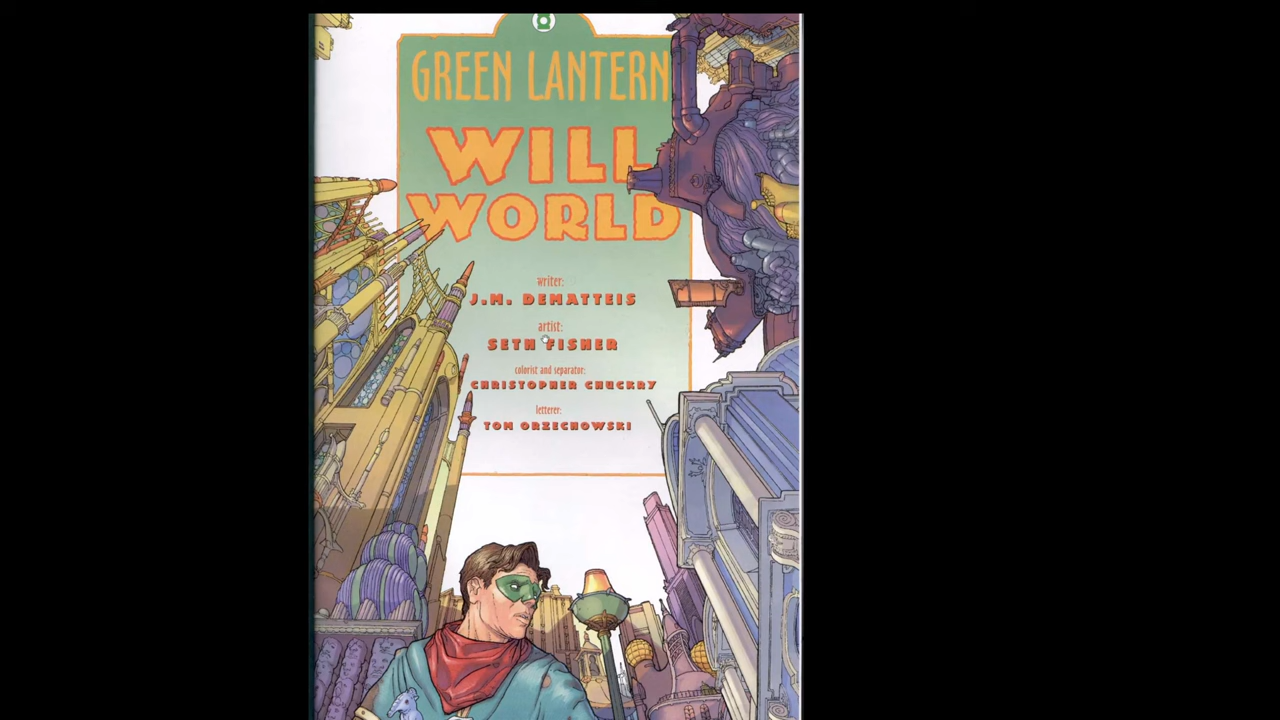 GREEN LANTERN
WILL
WORLD
writer:
J.M. DEMATTEIS
artist:
SETH FISHER
colorist and separator:
CHRISTOPHER CHUCKRY
letterer:
TOM ORZECHOWSKI